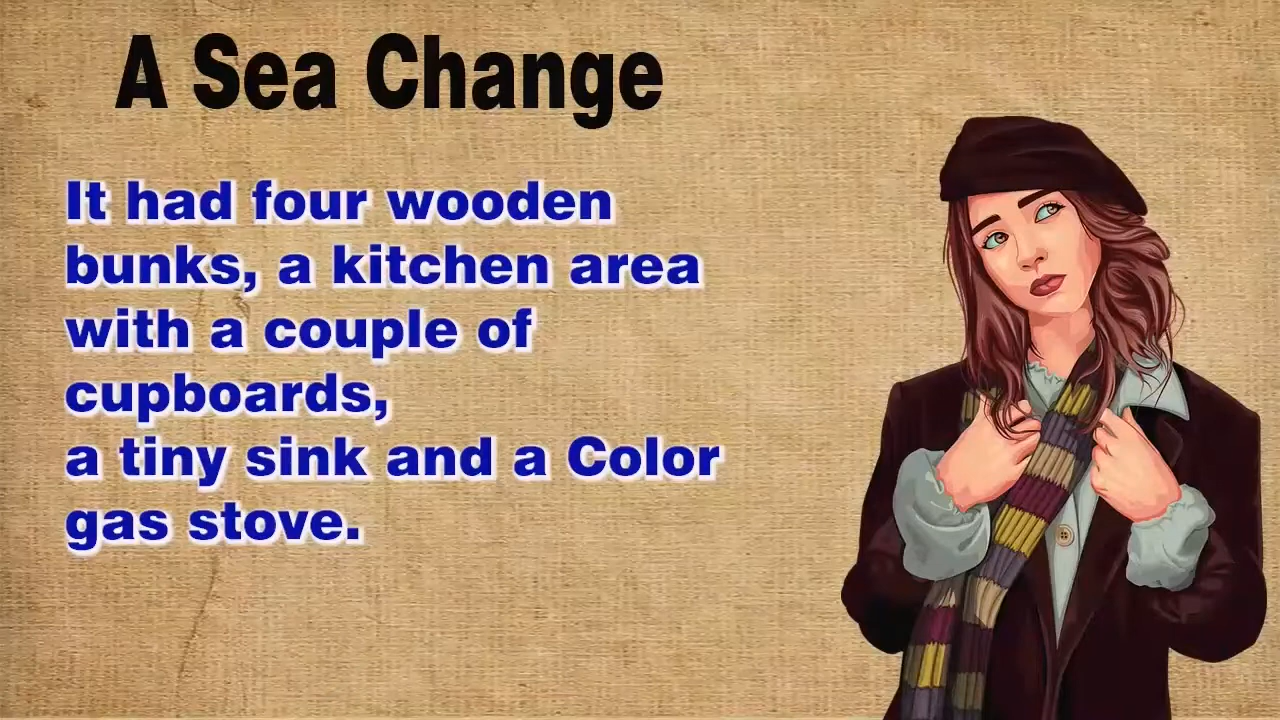 A Sea Change
It had four wooden
bunks, a kitchen area
with a couple of
cupboards,
a tiny sink and a Color
gas stove.